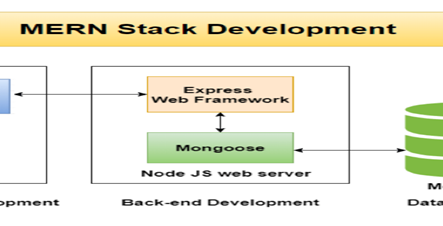 MERN Stack Development
Express
Web Framework
Mongoose
Node JS web server
Back-end Development